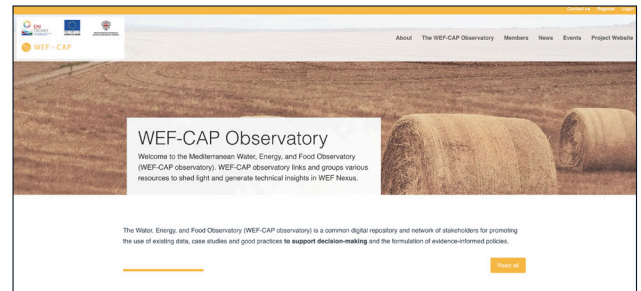 Contact us Register Login
ENI
WEF - CAP
About The WEF-CAP Observatory Members News Events Project Website
WEF-CAP Observatory
Welcome to the Mediterranean Water, Energy, and Food Observatory
(WEF-CAP observatory). WEF-CAP observatory links and groups various
resources to shed light and generate technical insights in WEF Nexus.
The Water, Energy, and Food Observatory (WEF-CAP observatory) is a common digital repository and network of stakeholders for promoting
the use of existing data, case studies and good practices to support decision-making and the formulation of evidence-informed policies.
Read all